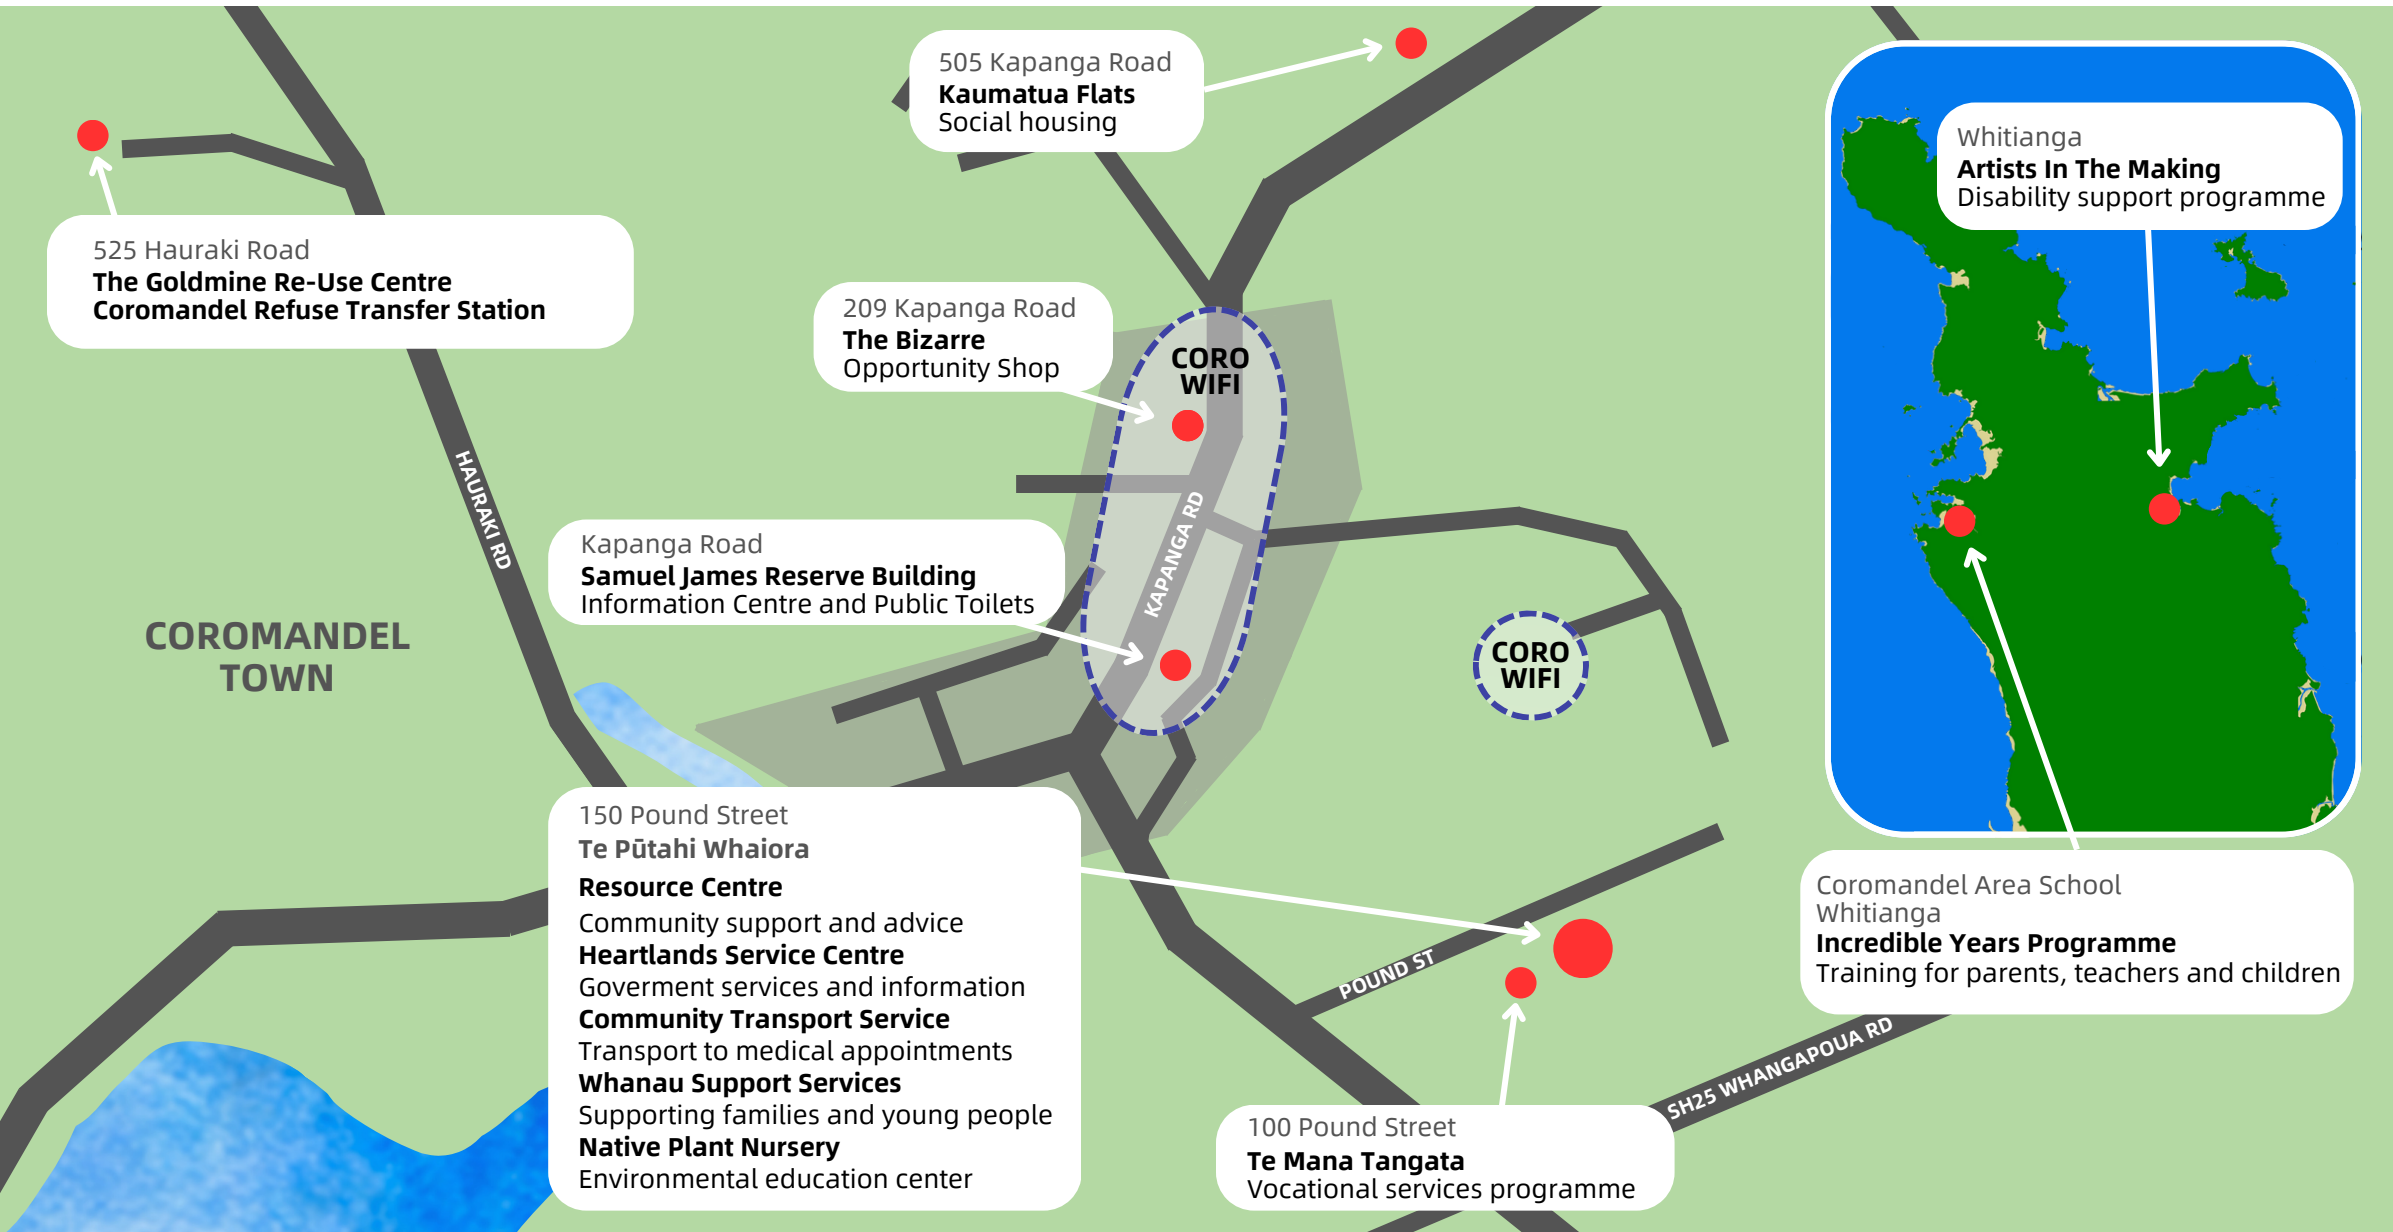 505 Kapanga Road
Kaumatua Flats
Social housing
Whitianga
Artists In The Making
Disability support programme
525 Hauraki Road
The Goldmine Re-Use Centre
Coromandel Refuse Transfer Station
209 Kapanga Road
The Bizarre
Opportunity Shop
CORO
WIFI
HAURAKI RD
KAPANGA RD
Kapanga Road
Samuel James Reserve Building
Information Centre and Public Toilets
COROMANDEL
TOWN
CORO
WIFI
150 Pound Street
Te Pūtahi Whaiora
Resource Centre
Community support and advice
Heartlands Service Centre
Goverment services and information
Community Transport Service
Transport to medical appointments
Whanau Support Services
Supporting families and young people
Native Plant Nursery
Environmental education center
POUND ST
Coromandel Area School
Whitianga
Incredible Years Programme
Training for parents, teachers and children
SH25 WHANGAPOUA RD
100 Pound Street
Te Mana Tangata
Vocational services programme